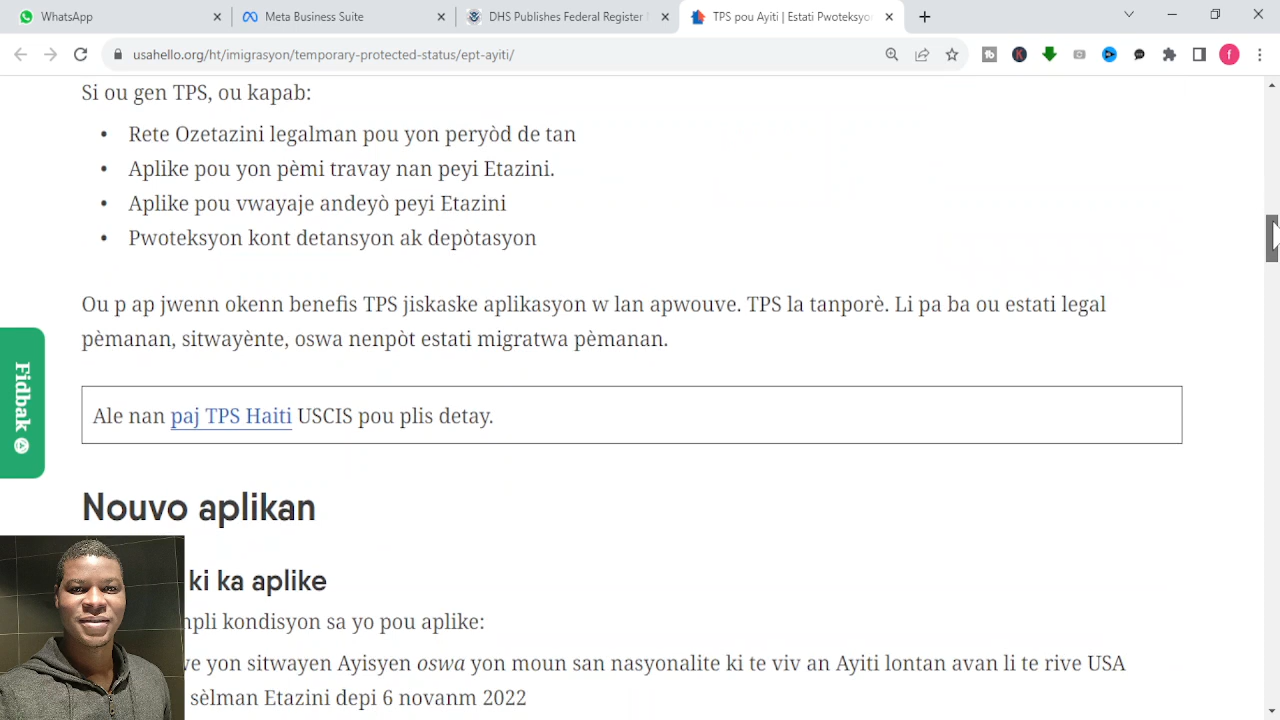 WhatsApp
Meta Business Suite
DHS Publishes Federal Register
TPS pou Ayiti | Estati Pwoteksyon
usahello.org/ht/imigrasyon/temporary-protected-status/ept-ayiti/
Si ou gen TPS, ou kapab:
• Rete Ozetazini legalman pou yon peryòd de tan
• Aplike pou yon pèmi travay nan peyi Etazini.
• Aplike pou vwayaje andeyò peyi Etazini
• Pwoteksyon kont detansyon ak depòtasyon
Ou p ap jwenn okenn benefis TPS jiskaske aplikasyon w lan apwouve. TPS la tanporè. Li pa ba ou estati legal
pèmanan, sitwayènte, oswa nenpòt estati migratwa pèmanan.
Fidbak
Ale nan paj TPS Haiti USCIS pou plis detay.
Nouvo aplikan
ki ka aplike
kondisyon sa yo pou aplike:
yon sitwayen Ayisyen oswa yon moun san nasyonalite ki te viv an Ayiti lontan avan li te rive USA
sèlman Etazini depi 6 novanm 2022